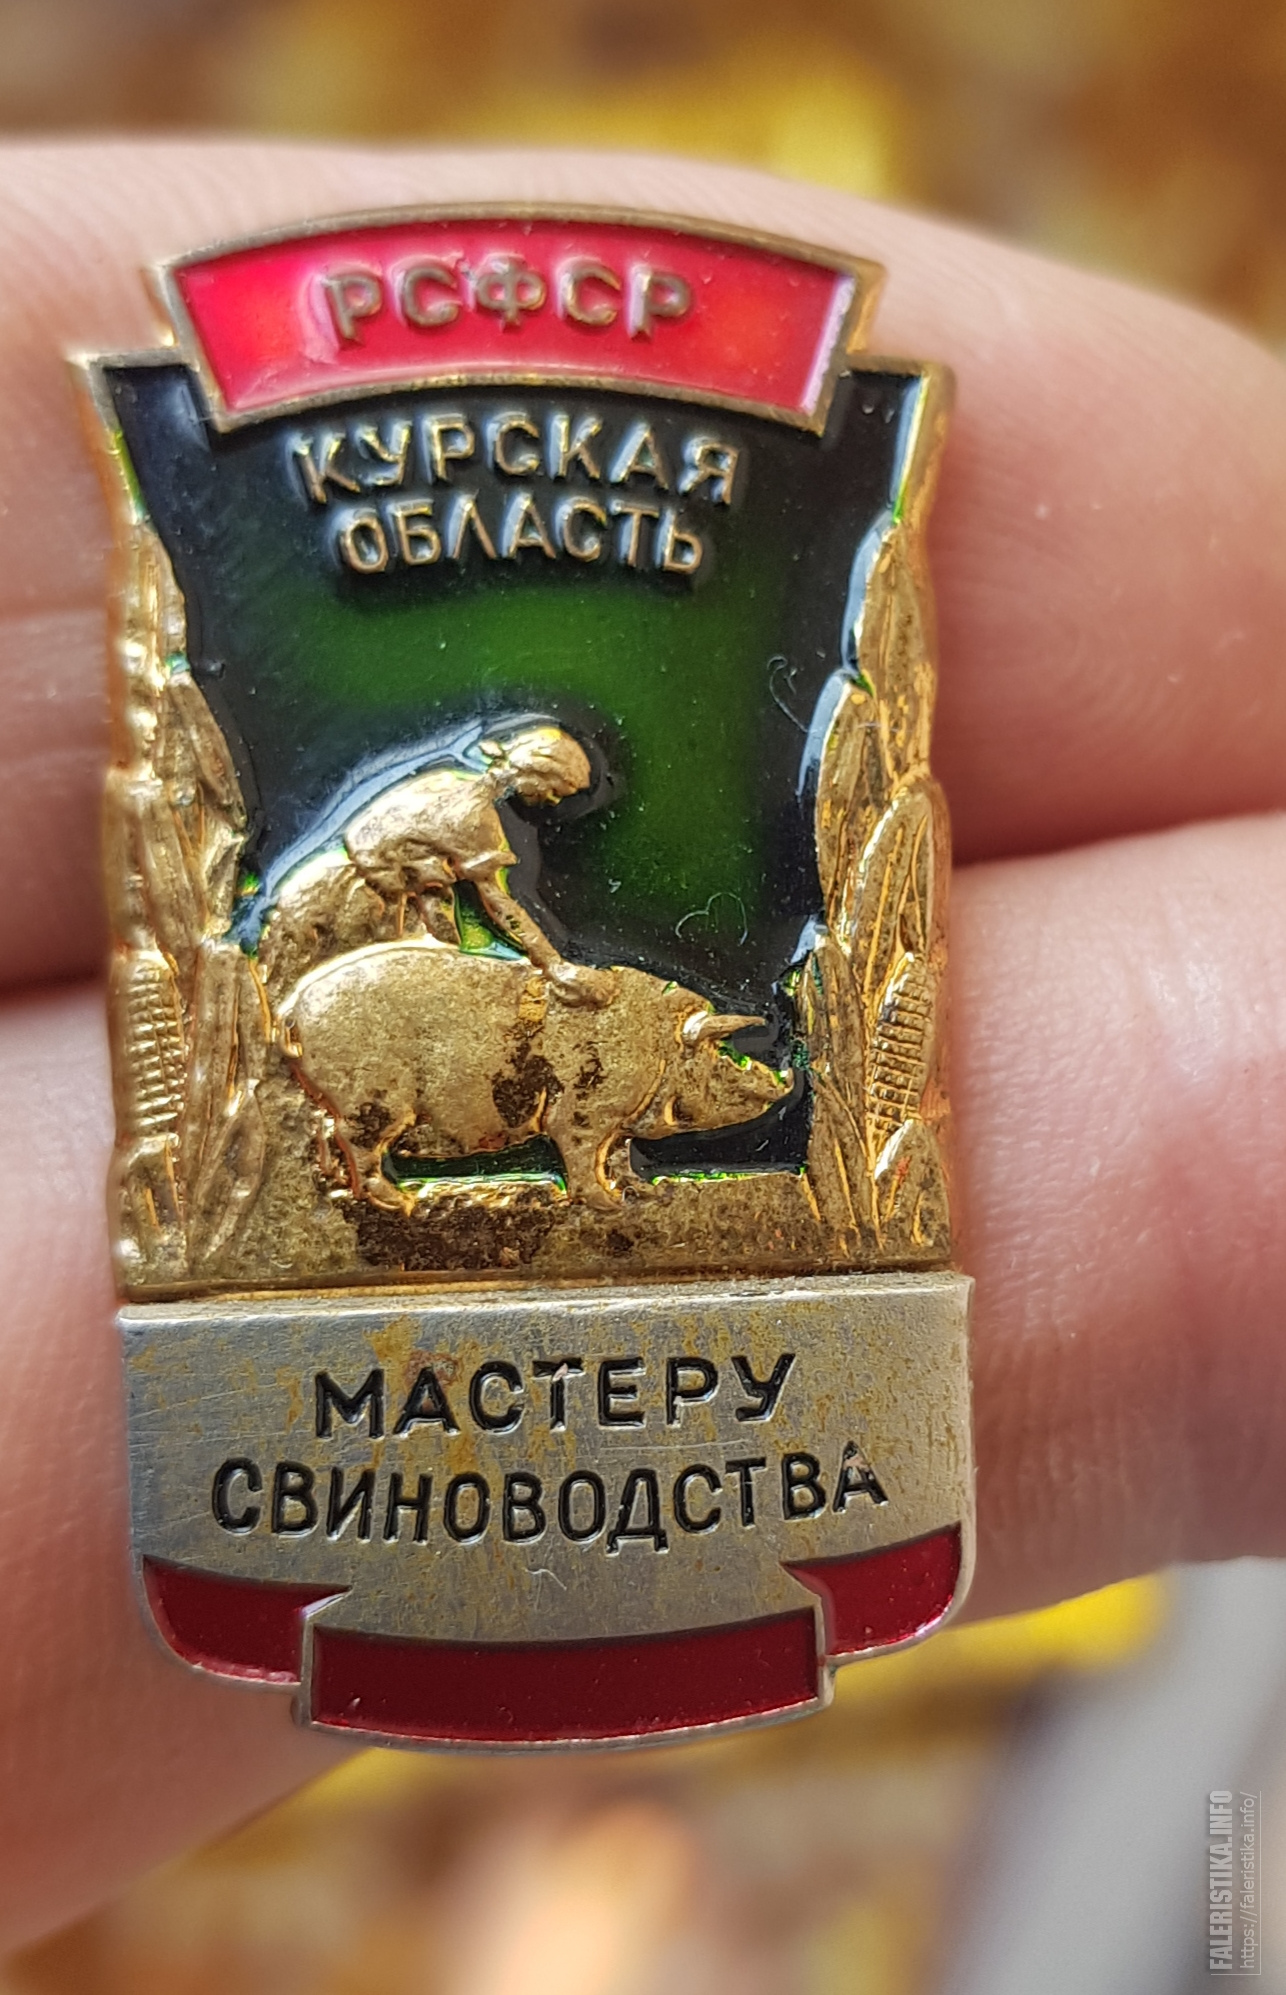 РСФСР
КУРСКАЯ
ОБЛАСТЬ
МАСТЕРУ
СВИНОВОДСТВА
FALERISTIKA.INFO
https://faleristika.info/